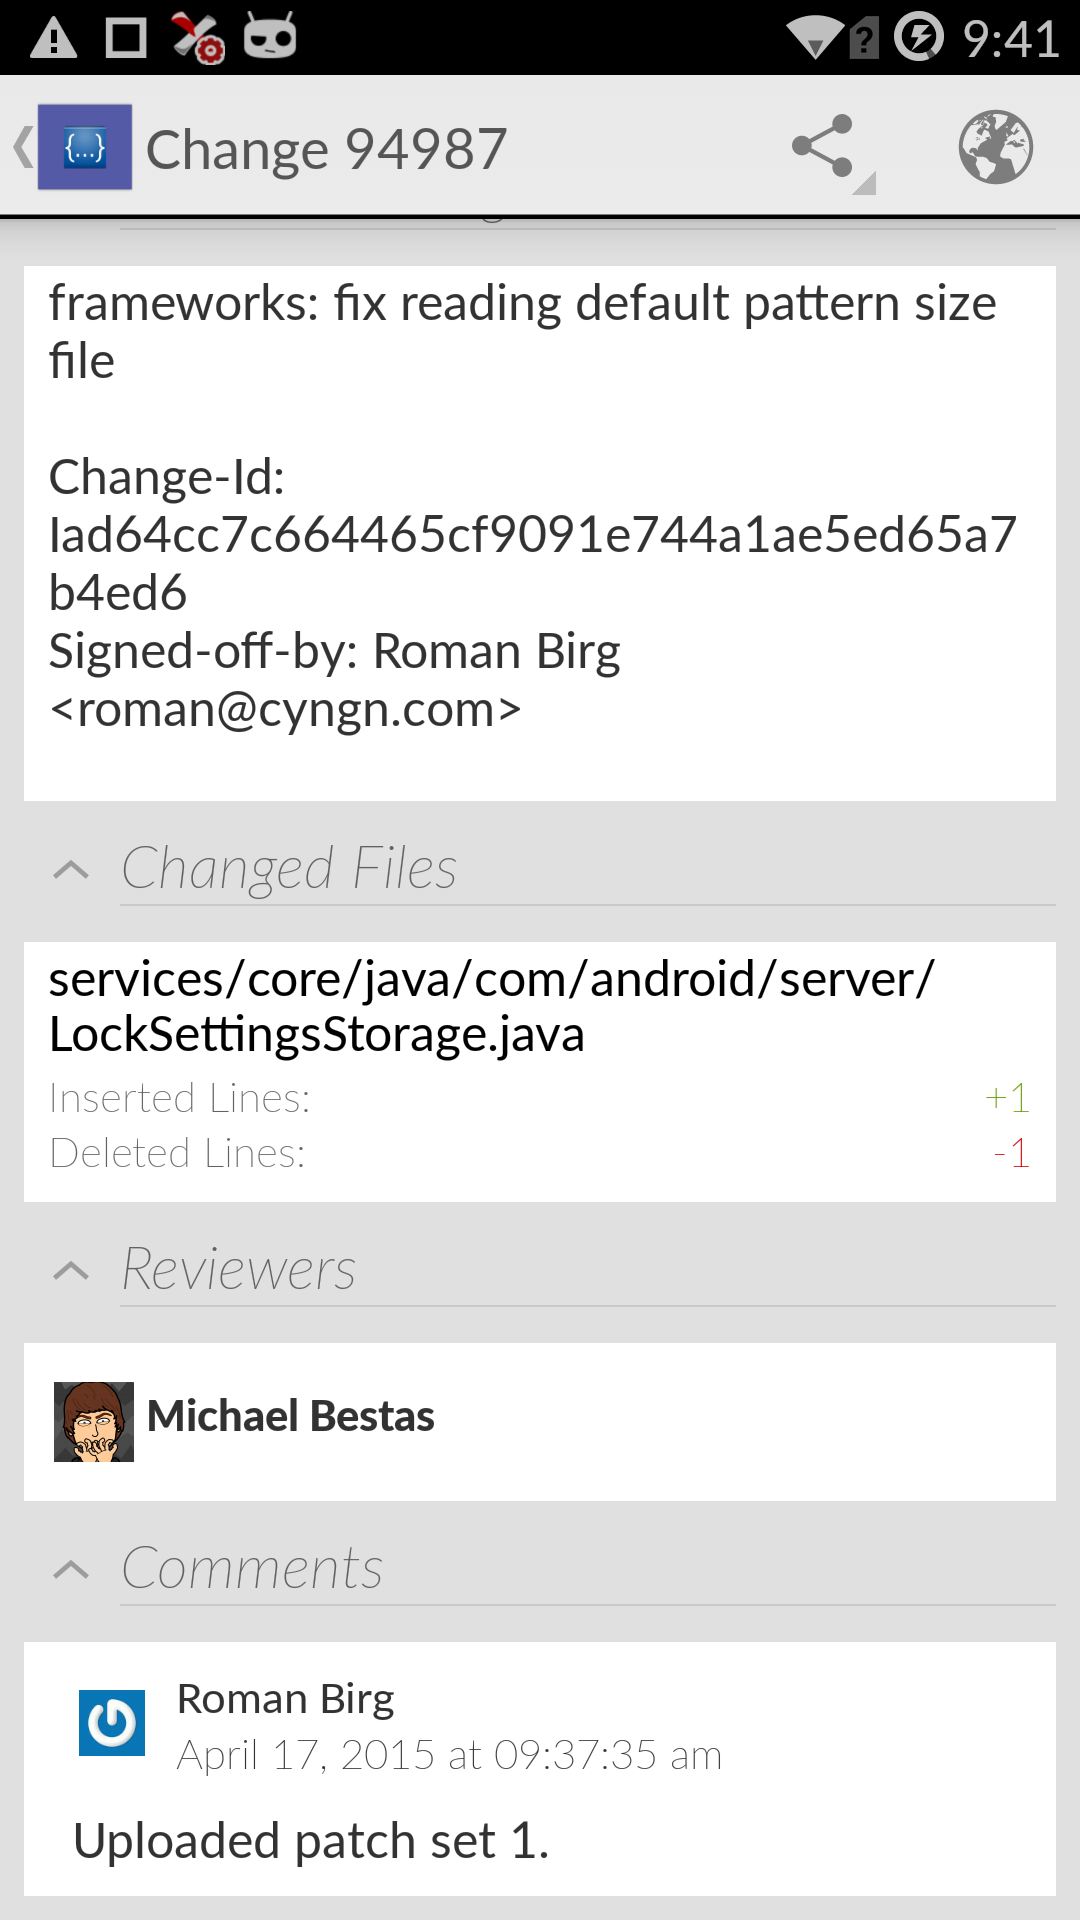 9:41
{...}
Change 94987
frameworks: fix reading default pattern size
file
Change-Id:
Iad64cc7c664465cf9091e744a1ae5ed65a7
b4ed6
Signed-off-by: Roman Birg
<roman@cyngn.com>
Changed Files
services/core/java/com/android/server/
LockSettingsStorage.java
Inserted Lines: +1
Deleted Lines: -1
Reviewers
Michael Bestas
Comments
Roman Birg
April 17, 2015 at 09:37:35 am
Uploaded patch set 1.